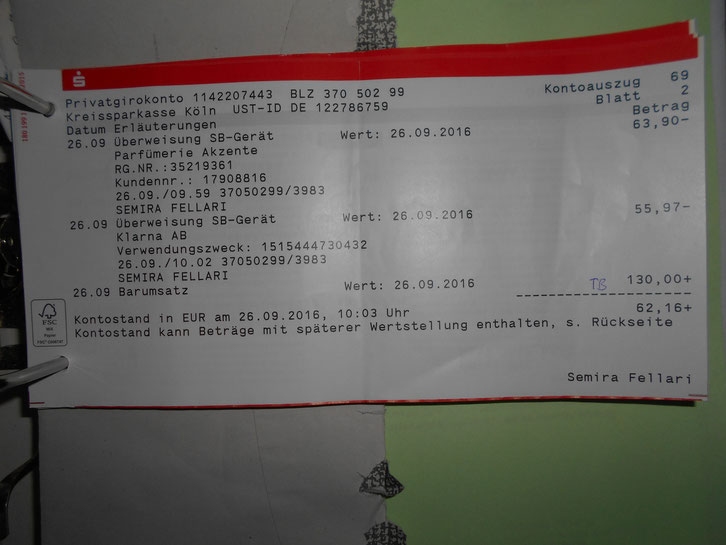 Privatgirokonto 1142207443 BLZ 370 502 99 Kontoauszug 69
Kreissparkasse Köln UST-ID DE 122786759 Blatt 2
Datum Erläuterungen Betrag
26.09 Überweisung SB-Gerät Wert: 26.09.2016 63,90-
Parfümerie Akzente
RG.NR.:35219361
Kundennr.: 17908816
26.09./09.59 37050299/3983
SEMIRA FELLARI
26.09 Überweisung SB-Gerät Wert: 26.09.2016 55,97-
Klarna AB
Verwendungszweck: 1515444730432
26.09./10.02 37050299/3983
SEMIRA FELLARI
26.09 Barumsatz Wert: 26.09.2016 TB 130,00+
Kontostand in EUR am 26.09.2016, 10:03 Uhr 62,16+
Kontostand kann Beträge mit späterer Wertstellung enthalten, s. Rückseite
Semira Fellari
FSC